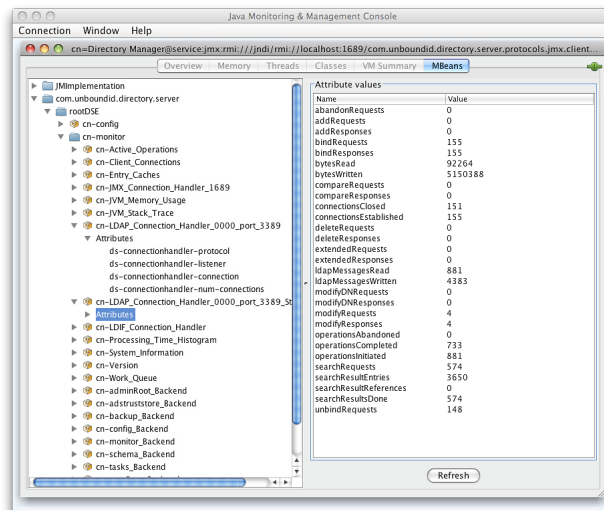 Java Monitoring & Management Console
Connection Window Help
cn=Directory Manager@service:jmx:rmi:///jndi/rmi://localhost:1689/com.unboundid.directory.server.protocols.jmx.client...
Overview Memory Threads Classes VM Summary MBeans
JMImplementation
com.unboundid.directory.server
rootDSE
cn-config
cn-monitor
cn-Active_Operations
cn-Client_Connections
cn-Entry_Caches
cn-JMX_Connection_Handler_1689
cn-JVM_Memory_Usage
cn-JVM_Stack_Trace
cn-LDAP_Connection_Handler_0000_port_3389
Attributes
ds-connectionhandler-protocol
ds-connectionhandler-listener
ds-connectionhandler-connection
ds-connectionhandler-num-connections
cn-LDAP_Connection_Handler_0000_port_3389_St
Attributes
cn-LDIF_Connection_Handler
cn-Processing_Time_Histogram
cn-System_Information
cn-Version
cn-Work_Queue
cn-adminRoot_Backend
cn-adstruststore_Backend
cn-backup_Backend
cn-config_Backend
cn-monitor_Backend
cn-schema_Backend
cn-tasks_Backend
Attribute values
Name Value
abandonRequests 0
addRequests 0
addResponses 0
bindRequests 155
bindResponses 155
bytesRead 92264
bytesWritten 5150388
compareRequests 0
compareResponses 0
connectionsClosed 151
connectionsEstablished 155
deleteRequests 0
deleteResponses 0
extendedRequests 0
extendedResponses 0
ldapMessagesRead 881
ldapMessagesWritten 4383
modifyDNRequests 0
modifyDNResponses 0
modifyRequests 4
modifyResponses 4
operationsAbandoned 0
operationsCompleted 733
operationsInitiated 881
searchRequests 574
searchResultEntries 3650
searchResultReferences 0
searchResultsDone 574
unbindRequests 148
Refresh